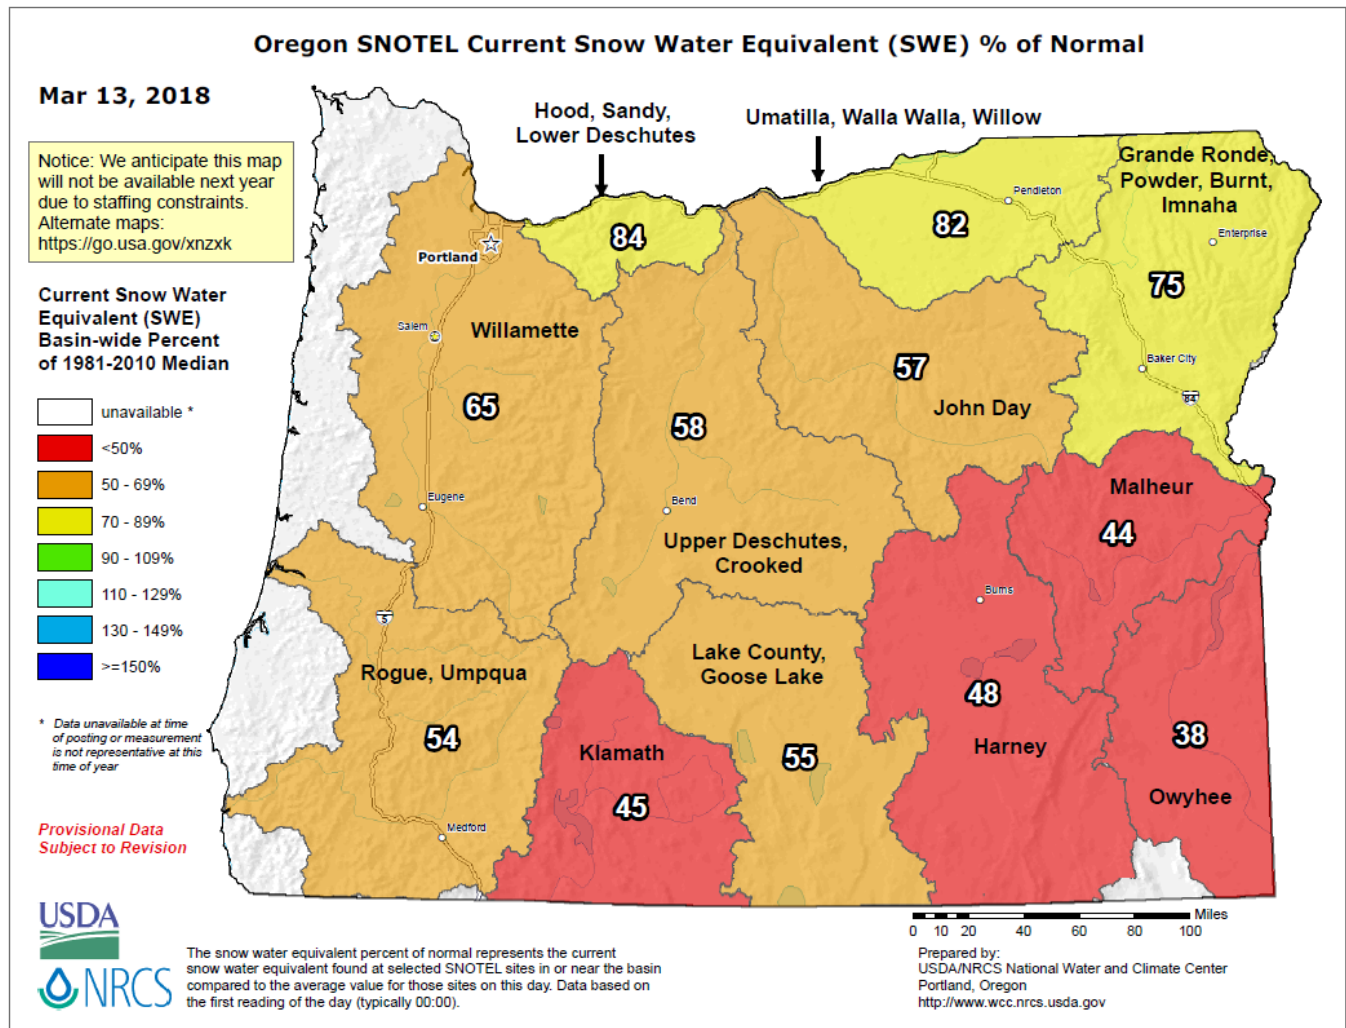 Oregon SNOTEL Current Snow Water Equivalent (SWE) % of Normal
Mar 13, 2018
Notice: We anticipate this map
will not be available next year
due to staffing constraints.
Alternate maps:
https://go.usa.gov/xnzxk
Current Snow Water
Equivalent (SWE)
Basin-wide Percent
of 1981-2010 Median
unavailable *
<50%
50 - 69%
70 - 89%
90 - 109%
110 - 129%
130 - 149%
>=150%
* Data unavailable at time
of posting or measurement
is not representative at this
time of year
Provisional Data
Subject to Revision
Hood, Sandy,
Lower Deschutes
Umatilla, Walla Walla, Willow
Grande Ronde,
Powder, Burnt,
Imnaha
Pendleton
Enterprise
84
82
75
Portland
Salem
Willamette
65
57
John Day
Baker City
84
58
Eugene
Bend
Upper Deschutes,
Crooked
Malheur
44
Burns
5
Rogue, Umpqua
54
Lake County,
Goose Lake
55
48
Harney
38
Owyhee
Klamath
45
Medford
Miles
0 10 20 40 60 80 100
USDA
NRCS
The snow water equivalent percent of normal represents the current
snow water equivalent found at selected SNOTEL sites in or near the basin
compared to the average value for those sites on this day. Data based on
the first reading of the day (typically 00:00).
Prepared by:
USDA/NRCS National Water and Climate Center
Portland, Oregon
http://www.wcc.nrcs.usda.gov